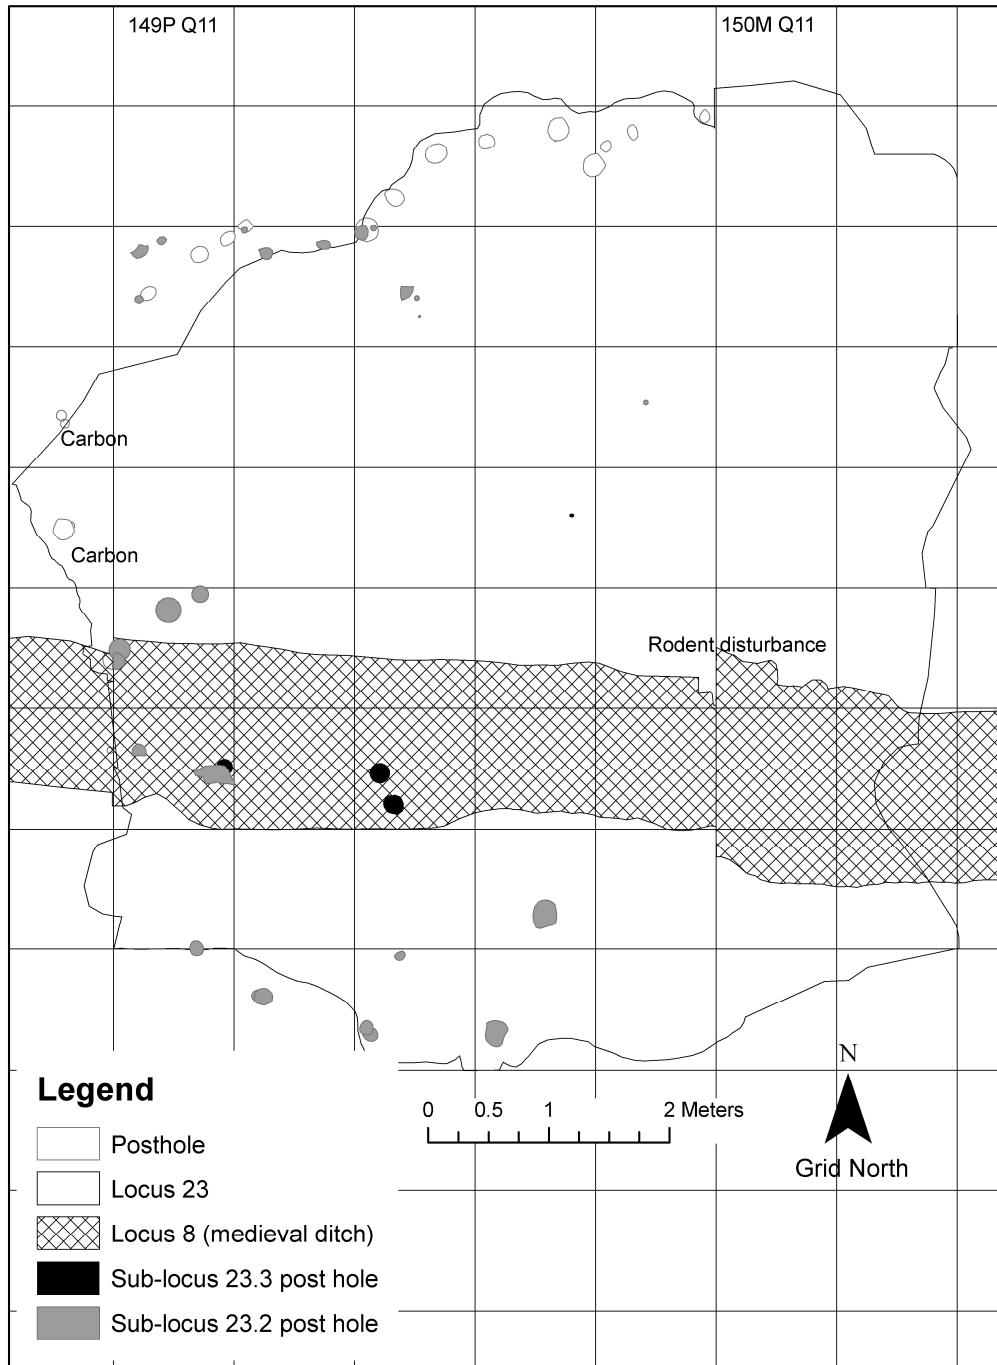 149P Q11
150M Q11
Carbon
Carbon
Rodent disturbance
Legend
Posthole
Locus 23
Locus 8 (medieval ditch)
Sub-locus 23.3 post hole
Sub-locus 23.2 post hole
0 0.5 1 2 Meters
N
Grid North